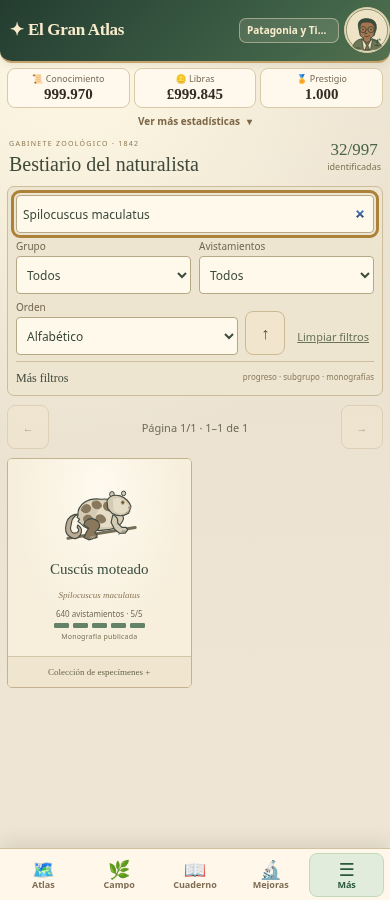 ✦ El Gran Atlas
Patagonia y Ti...
📜 Conocimiento
999.970
🪙 Libras
£999.845
🏅 Prestigio
1.000
Ver más estadísticas ▼
GABINETE ZOOLÓGICO · 1842
Bestiario del naturalista
32/997
identificadas
Spilocuscus maculatus ×
Grupo
Avistamientos
Todos
Todos
Orden
Alfabético
↑
Limpiar filtros
Más filtros
progreso · subgrupo · monografías
←
Página 1/1 · 1–1 de 1
→
Cuscús moteado
Spilocuscus maculatus
640 avistamientos · 5/5
Monografía publicada
Colección de especímenes +
Atlas
Campo
Cuaderno
Mejoras
Más